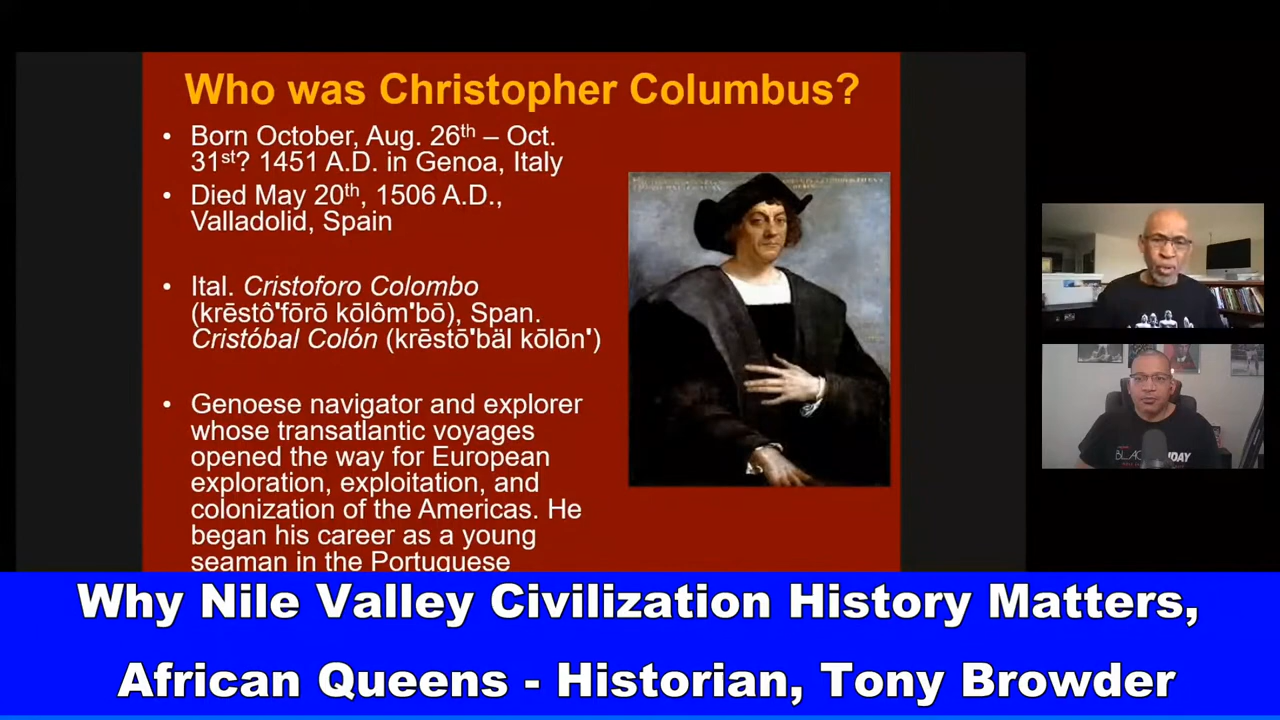 Who was Christopher Columbus?
• Born October, Aug. 26th – Oct.
31st? 1451 A.D. in Genoa, Italy
• Died May 20th, 1506 A.D.,
Valladolid, Spain
• Ital. Cristoforo Colombo
(krēstô'fōrō kōlôm'bō), Span.
Cristóbal Colón (krēstō'bäl kōlōn')
• Genoese navigator and explorer
whose transatlantic voyages
opened the way for European
exploration, exploitation, and
colonization of the Americas. He
began his career as a young
seaman in the Portuguese
Why Nile Valley Civilization History Matters,
African Queens - Historian, Tony Browder